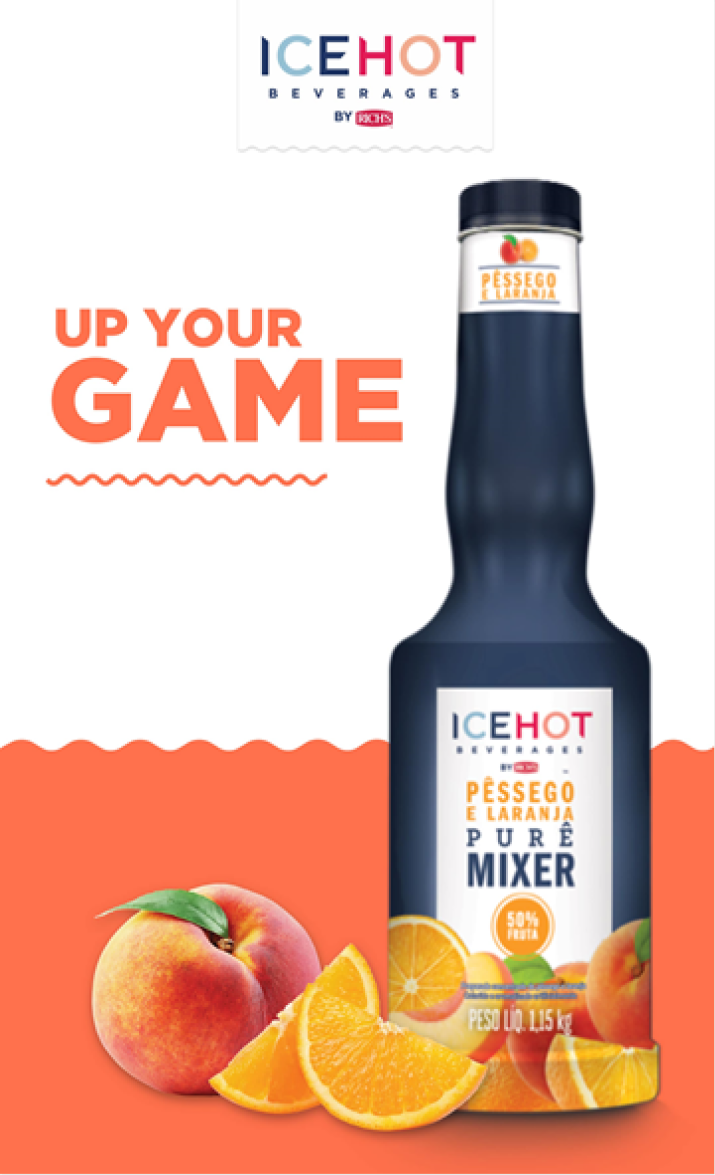 ICEHOT
BEVERAGES
BY RICH'S
PÊSSEGO
E LARANJA
UP YOUR
GAME
ICEHOT
BEVERAGES
BY RICH'S
PÊSSEGO
E LARANJA
PURÊ
MIXER
50%
FRUTA
PESO LÍQ. 1,15 kg